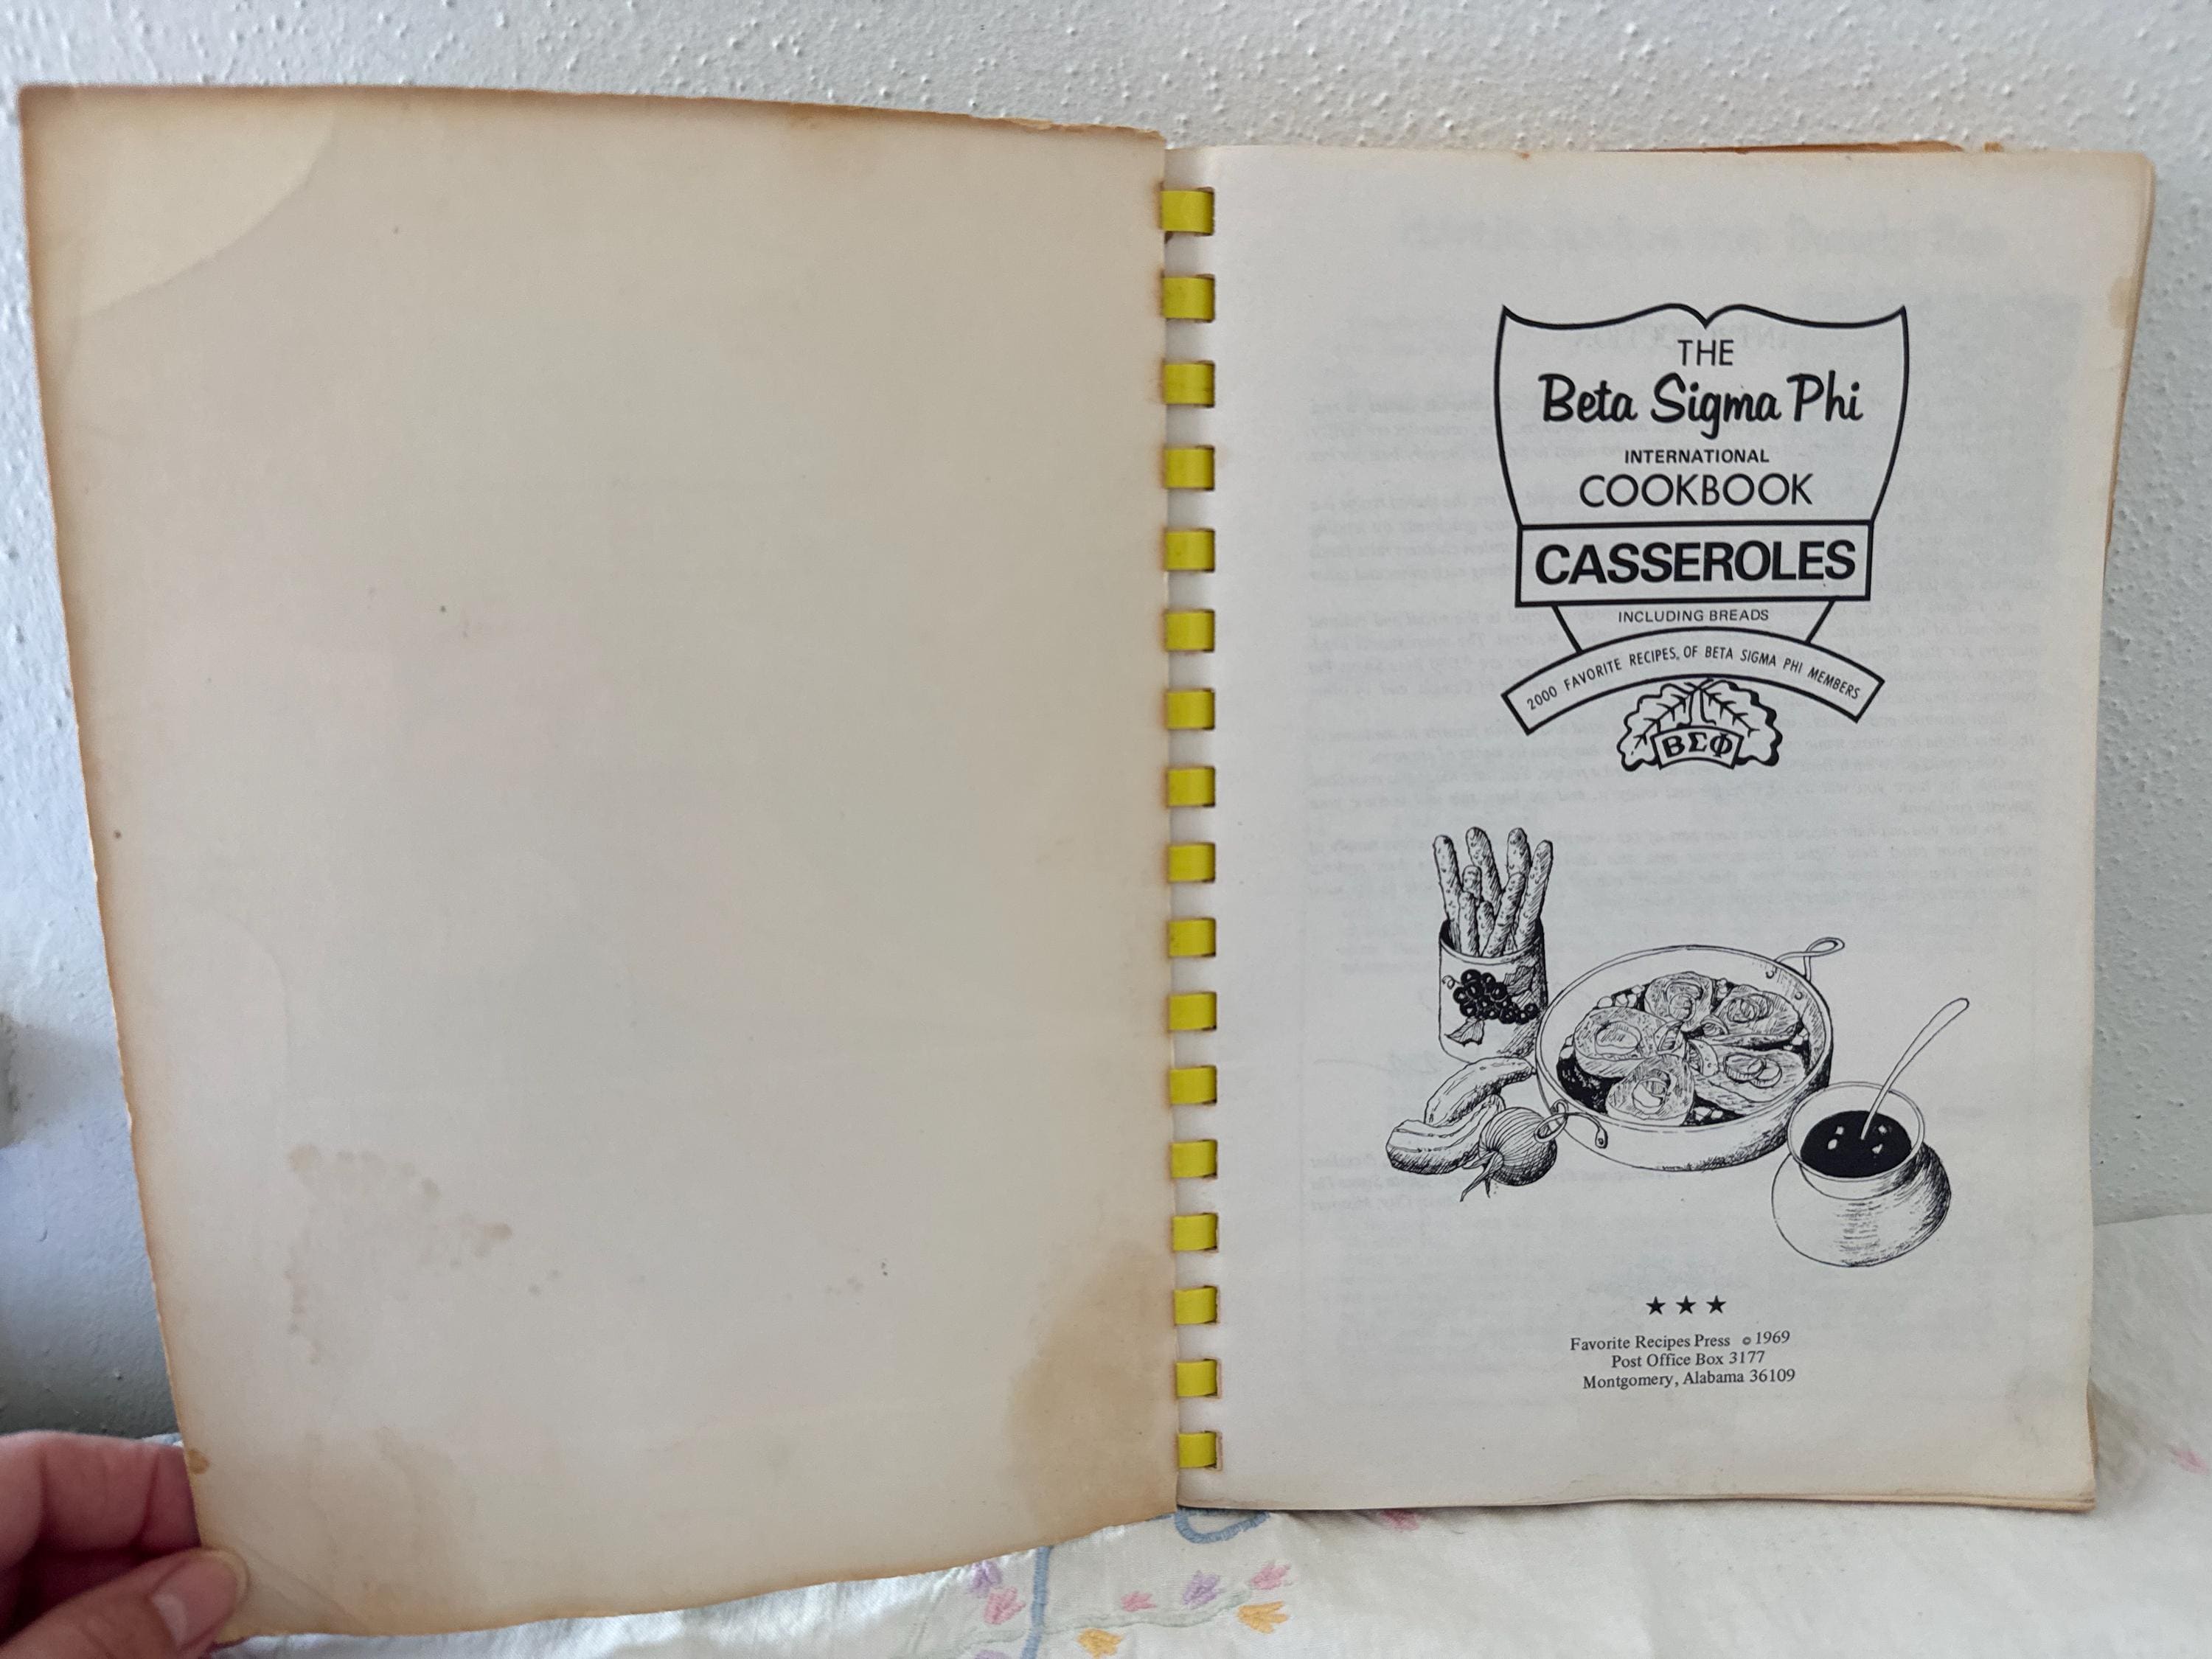 THE
Beta Sigma Phi
INTERNATIONAL
COOKBOOK
CASSEROLES
INCLUDING BREADS
2000 FAVORITE RECIPES, OF BETA SIGMA PHI MEMBERS
ΒΣΦ
★ ★ ★
Favorite Recipes Press © 1969
Post Office Box 3177
Montgomery, Alabama 36109